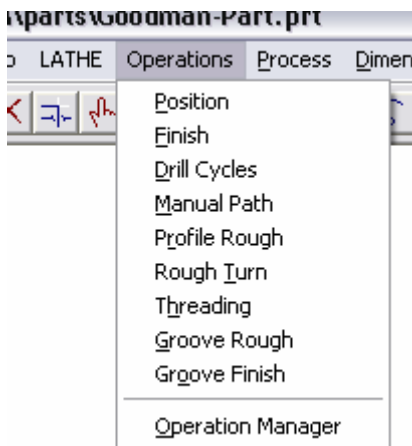 \parts\Goodman-Part.prt
LATHE Operations Process Dimen
Position
Finish
Drill Cycles
Manual Path
Profile Rough
Rough Turn
Threading
Groove Rough
Groove Finish
Operation Manager